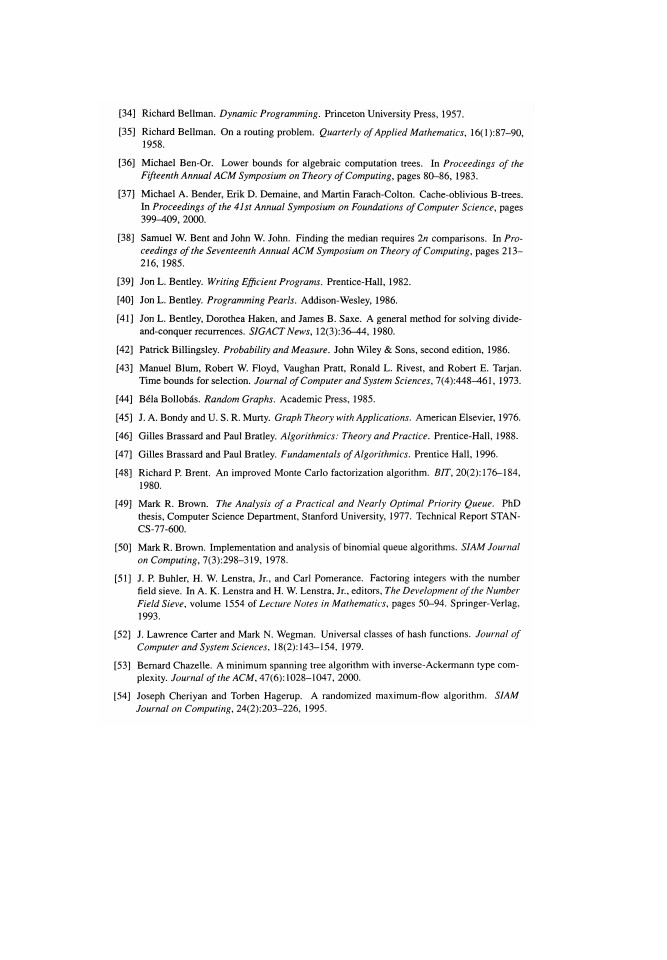 [34] Richard Bellman. Dynamic Programming. Princeton University Press, 1957.
[35] Richard Bellman. On a routing problem. Quarterly of Applied Mathematics, 16(1):87–90,
1958.
[36] Michael Ben-Or. Lower bounds for algebraic computation trees. In Proceedings of the
Fifteenth Annual ACM Symposium on Theory of Computing, pages 80–86, 1983.
[37] Michael A. Bender, Erik D. Demaine, and Martin Farach-Colton. Cache-oblivious B-trees.
In Proceedings of the 41st Annual Symposium on Foundations of Computer Science, pages
399–409, 2000.
[38] Samuel W. Bent and John W. John. Finding the median requires 2n comparisons. In Pro-
ceedings of the Seventeenth Annual ACM Symposium on Theory of Computing, pages 213–
216, 1985.
[39] Jon L. Bentley. Writing Efficient Programs. Prentice-Hall, 1982.
[40] Jon L. Bentley. Programming Pearls. Addison-Wesley, 1986.
[41] Jon L. Bentley, Dorothea Haken, and James B. Saxe. A general method for solving divide-
and-conquer recurrences. SIGACT News, 12(3):36–44, 1980.
[42] Patrick Billingsley. Probability and Measure. John Wiley & Sons, second edition, 1986.
[43] Manuel Blum, Robert W. Floyd, Vaughan Pratt, Ronald L. Rivest, and Robert E. Tarjan.
Time bounds for selection. Journal of Computer and System Sciences, 7(4):448–461, 1973.
[44] Béla Bollobás. Random Graphs. Academic Press, 1985.
[45] J. A. Bondy and U. S. R. Murty. Graph Theory with Applications. American Elsevier, 1976.
[46] Gilles Brassard and Paul Bratley. Algorithmics: Theory and Practice. Prentice-Hall, 1988.
[47] Gilles Brassard and Paul Bratley. Fundamentals of Algorithmics. Prentice Hall, 1996.
[48] Richard P. Brent. An improved Monte Carlo factorization algorithm. BIT, 20(2):176–184,
1980.
[49] Mark R. Brown. The Analysis of a Practical and Nearly Optimal Priority Queue. PhD
thesis, Computer Science Department, Stanford University, 1977. Technical Report STAN-
CS-77-600.
[50] Mark R. Brown. Implementation and analysis of binomial queue algorithms. SIAM Journal
on Computing, 7(3):298–319, 1978.
[51] J. P. Buhler, H. W. Lenstra, Jr., and Carl Pomerance. Factoring integers with the number
field sieve. In A. K. Lenstra and H. W. Lenstra, Jr., editors, The Development of the Number
Field Sieve, volume 1554 of Lecture Notes in Mathematics, pages 50–94. Springer-Verlag,
1993.
[52] J. Lawrence Carter and Mark N. Wegman. Universal classes of hash functions. Journal of
Computer and System Sciences, 18(2):143–154, 1979.
[53] Bernard Chazelle. A minimum spanning tree algorithm with inverse-Ackermann type com-
plexity. Journal of the ACM, 47(6):1028–1047, 2000.
[54] Joseph Cheriyan and Torben Hagerup. A randomized maximum-flow algorithm. SIAM
Journal on Computing, 24(2):203–226, 1995.